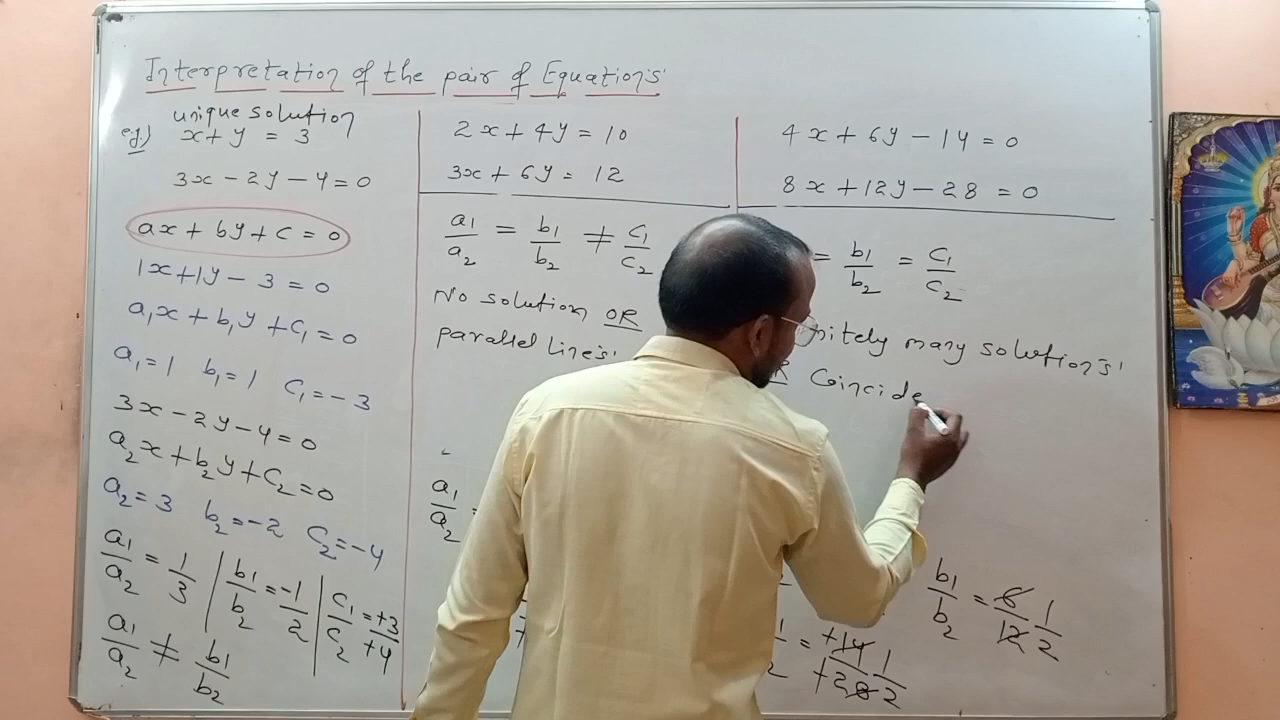 Interpretation of the pair of Equation's'
unique solution
e.g.) x + y = 3
3x - 2y - 4 = 0
ax + by + c = 0
1x + 1y - 3 = 0
a₁x + b₁y + c₁ = 0
a₁ = 1 b₁ = 1 c₁ = -3
3x - 2y - 4 = 0
a₂x + b₂y + c₂ = 0
a₂ = 3 b₂ = -2 c₂ = -4
a₁/a₂ = 1/3 | b₁/b₂ = -1/2 | c₁/c₂ = +3/+4
a₁/a₂ ≠ b₁/b₂
2x + 4y = 10
3x + 6y = 12
a₁/a₂ = b₁/b₂ ≠ c₁/c₂
No solution OR
parallel lines'
a₁/a₂ =
4x + 6y - 14 = 0
8x + 12y - 28 = 0
= b₁/b₂ = c₁/c₂
nitely many solution's'
R Coincide
b₁/b₂ = 6/12 1/2
= +14/+28 1/2